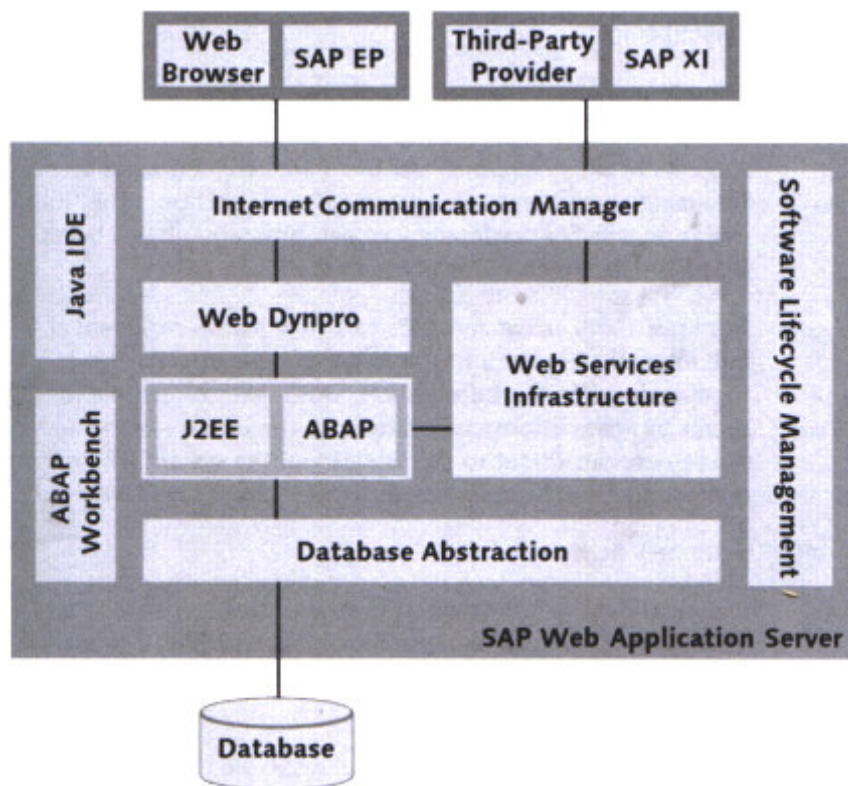 Web
Browser
SAP EP
Third-Party
Provider
SAP XI
Internet Communication Manager
Java IDE
Web Dynpro
Web Services
Infrastructure
Software Lifecycle Management
J2EE
ABAP
ABAP
Workbench
Database Abstraction
SAP Web Application Server
Database